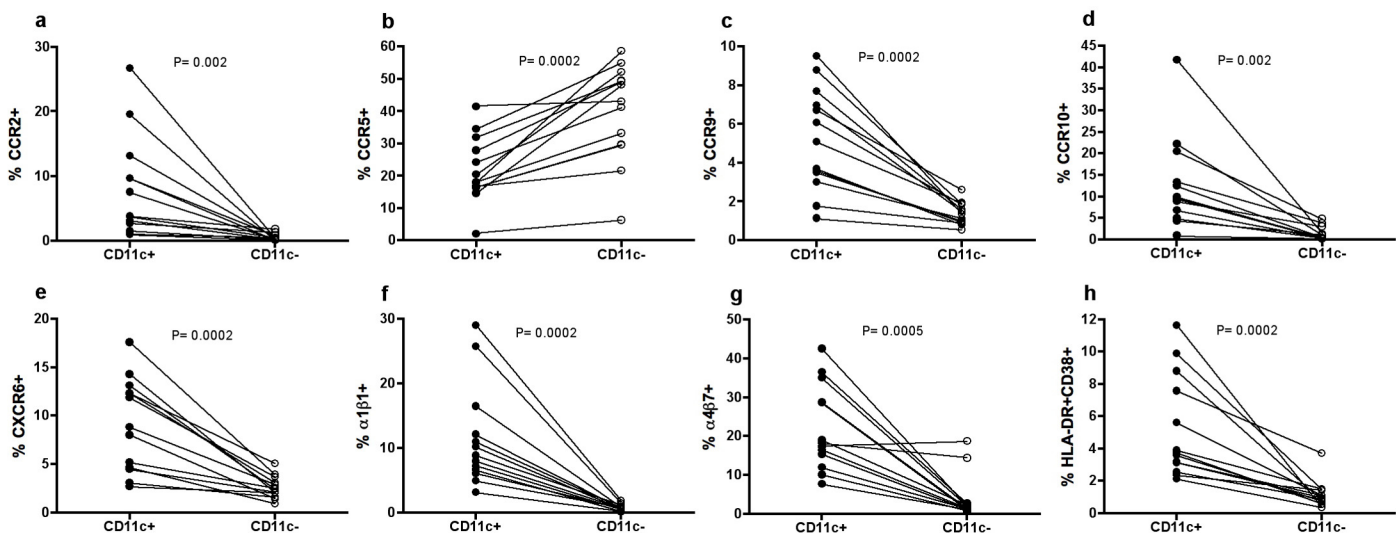 a
P= 0.002
% CCR2+
30
20
10
0
CD11c+ CD11c-
b
P= 0.0002
% CCR5+
60
50
40
30
20
10
0
CD11c+ CD11c-
c
P= 0.0002
% CCR9+
10
8
6
4
2
0
CD11c+ CD11c-
d
P= 0.002
% CCR10+
45
40
35
30
25
20
15
10
5
0
CD11c+ CD11c-
e
P= 0.0002
% CXCR6+
20
15
10
5
0
CD11c+ CD11c-
f
P= 0.0002
% α1β1+
30
20
10
0
CD11c+ CD11c-
g
P= 0.0005
% α4β7+
50
40
30
20
10
0
CD11c+ CD11c-
h
P= 0.0002
% HLA-DR+CD38+
12
10
8
6
4
2
0
CD11c+ CD11c-